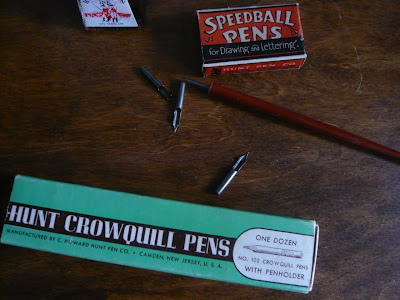 SPEEDBALL
PENS
for Drawing and Lettering
HUNT PEN CO.
HUNT CROWQUILL PENS
MANUFACTURED BY C. HOWARD HUNT PEN CO. • CAMDEN, NEW JERSEY, U. S. A.
ONE DOZEN
NO. 102 CROWQUILL PENS
WITH PENHOLDER